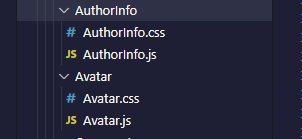 AuthorInfo
# AuthorInfo.css
JS AuthorInfo.js
Avatar
# Avatar.css
JS Avatar.js